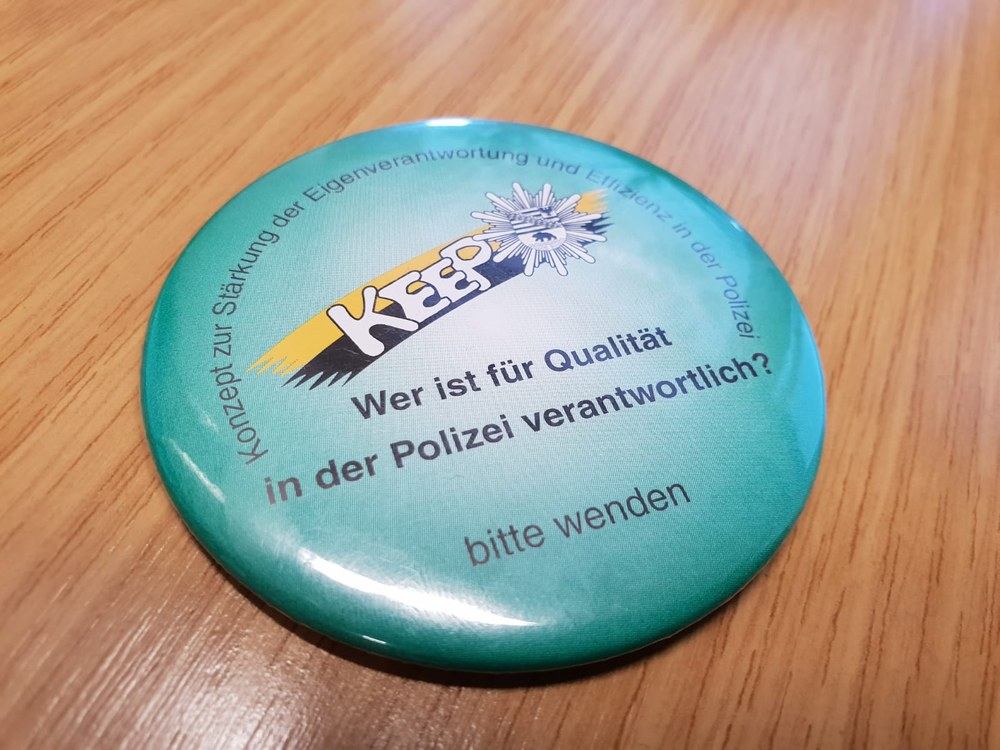 Konzept zur Stärkung der Eigenverantwortung und Effizienz in der Polizei
KEEP
Wer ist für Qualität
in der Polizei verantwortlich?
bitte wenden